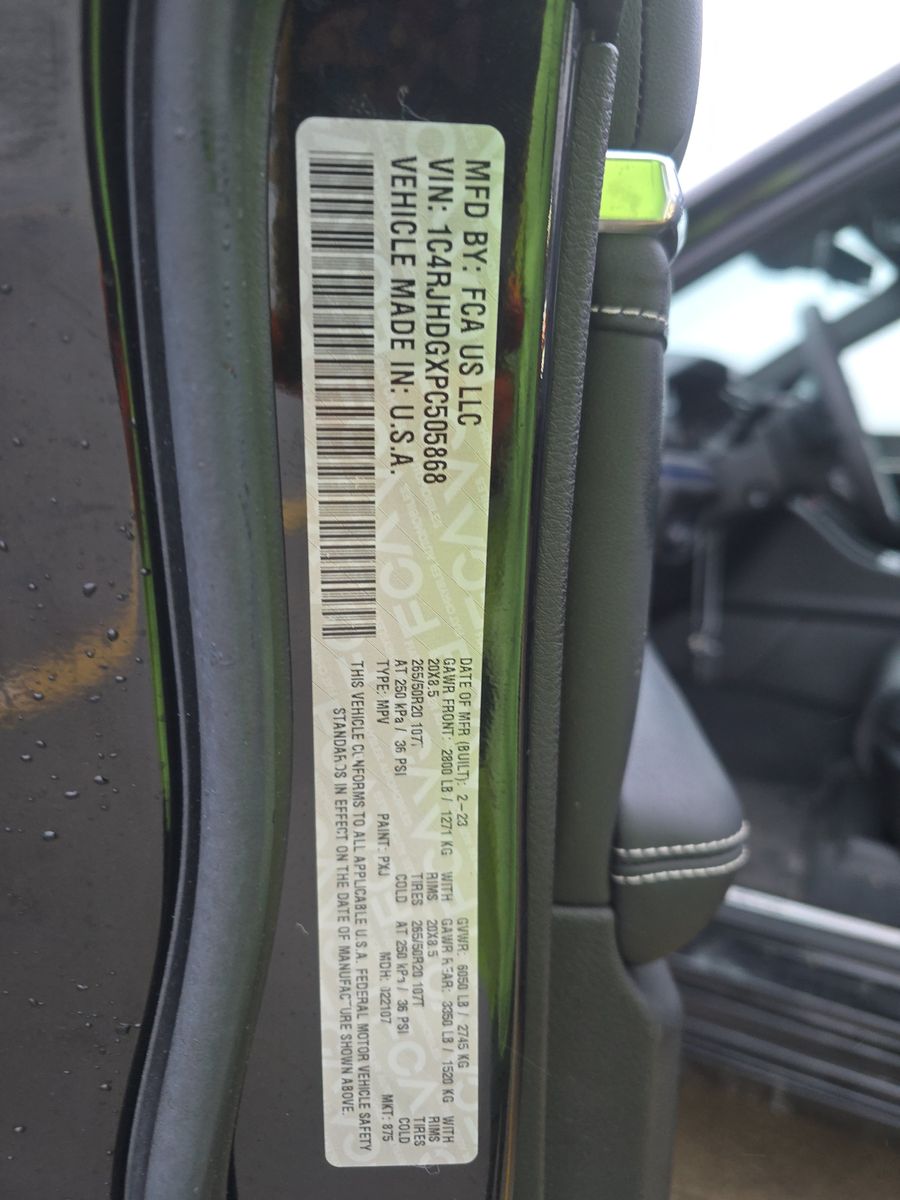 MFD BY: FCA US LLC
VIN: 1C4RJHDGXPC505868
VEHICLE MADE IN: U.S.A.
DATE OF MFR (BUILT): 2-23 GVWR: 6050 LB / 2745 KG
GAWR FRONT: 2800 LB / 1271 KG WITH GAWR REAR: 3350 LB / 1520 KG WITH
20X8.5 RIMS 20X8.5 RIMS
265/50R20 107T TIRES 265/50R20 107T TIRES
AT 250 kPa / 36 PSI COLD AT 250 kPa / 36 PSI COLD
TYPE: MPV PAINT: PXJ MDH: 022107 MKT: 875
THIS VEHICLE CONFORMS TO ALL APPLICABLE U.S.A. FEDERAL MOTOR VEHICLE SAFETY
STANDARDS IN EFFECT ON THE DATE OF MANUFACTURE SHOWN ABOVE.